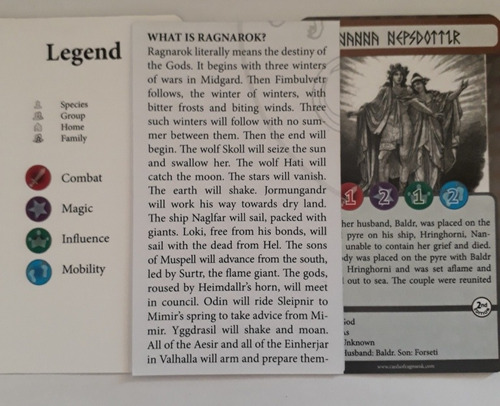 Legend
Species
Group
Home
Family
Combat
Magic
Influence
Mobility
WHAT IS RAGNAROK?
Ragnarok literally means the destiny of
the Gods. It begins with three winters
of wars in Midgard. Then Fimbulvetr
follows, the winter of winters, with
bitter frosts and biting winds. Three
such winters will follow with no sum-
mer between them. Then the end will
begin. The wolf Skoll will seize the sun
and swallow her. The wolf Hati will
catch the moon. The stars will vanish.
The earth will shake. Jormungandr
will work his way towards dry land.
The ship Naglfar will sail, packed with
giants. Loki, free from his bonds, will
sail with the dead from Hel. The sons
of Muspell will advance from the south,
led by Surtr, the flame giant. The gods,
roused by Heimdallr's horn, will meet
in council. Odin will ride Sleipnir to
Mimir's spring to take advice from Mi-
mir. Yggdrasil will shake and moan.
All of the Aesir and all of the Einherjar
in Valhalla will arm and prepare them-
NANNA NEPSDOTTIR
1 2 1 2
her husband, Baldr, was placed on the
pyre on his ship, Hringhorni, Nan-
unable to contain her grief and died.
dy was placed on the pyre with Baldr
Hringhorni and was set aflame and
out to sea. The couple were reunited
2nd
God
As
Unknown
Husband: Baldr. Son: Forseti